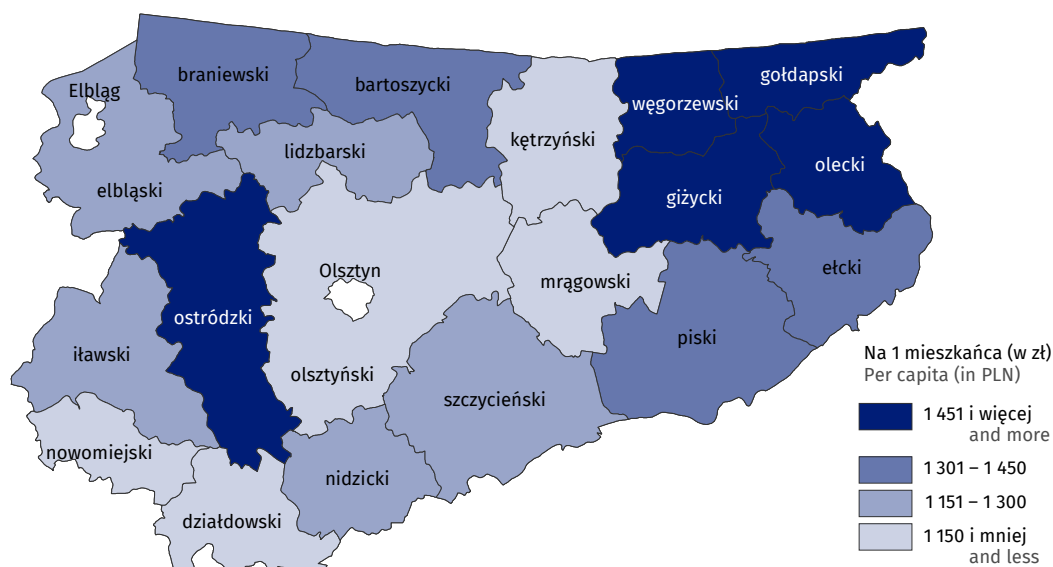 braniewski
bartoszycki
gołdapski
Elbląg
węgorzewski
kętrzyński
lidzbarski
olecki
elbląski
giżycki
Olsztyn
mrągowski
ełcki
ostródzki
piski
iławski
olsztyński
szczycieński
nowomiejski
nidzicki
działdowski
Na 1 mieszkańca (w zł)
Per capita (in PLN)
1 451 i więcej
and more
1 301 – 1 450
1 151 – 1 300
1 150 i mniej
and less